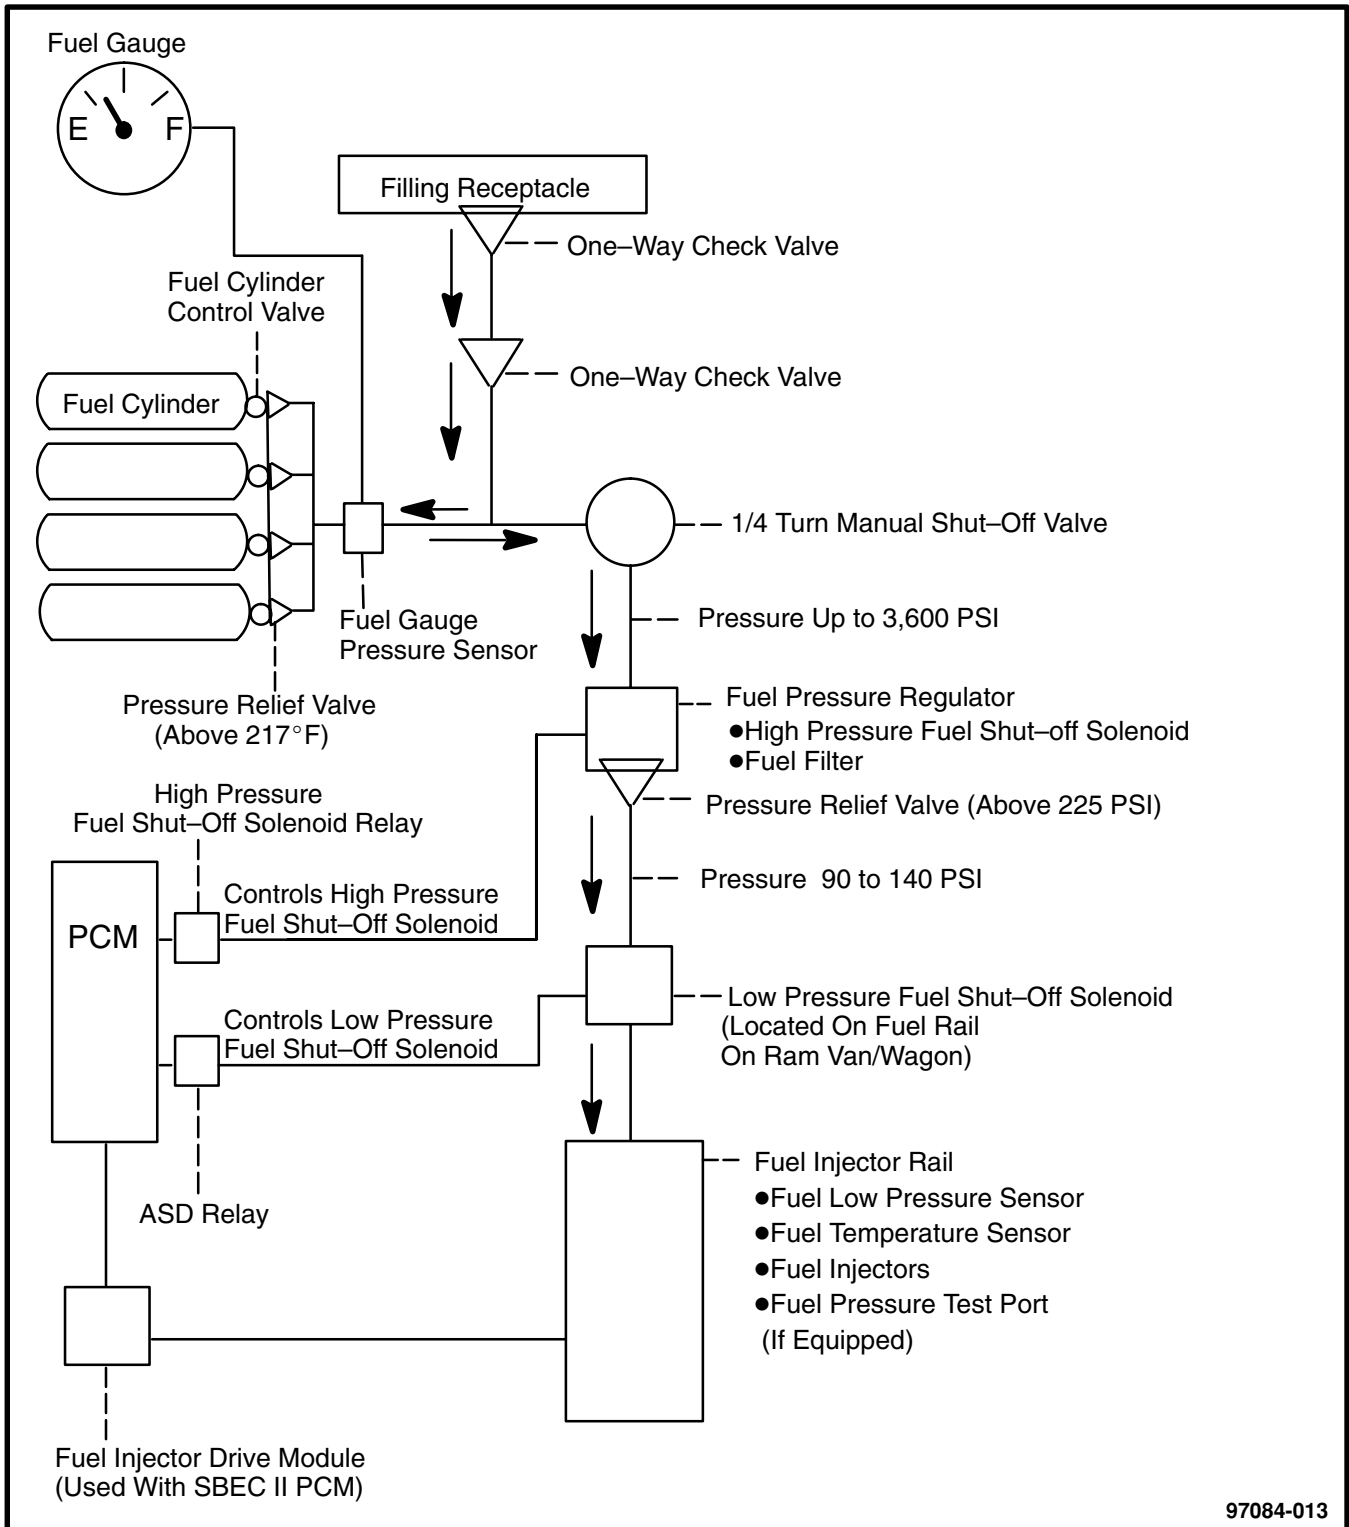 Fuel Gauge
E F
Filling Receptacle
One–Way Check Valve
Fuel Cylinder
Control Valve
One–Way Check Valve
Fuel Cylinder
1/4 Turn Manual Shut–Off Valve
Fuel Gauge
Pressure Sensor
Pressure Up to 3,600 PSI
Pressure Relief Valve
(Above 217°F)
Fuel Pressure Regulator
●High Pressure Fuel Shut–off Solenoid
●Fuel Filter
High Pressure
Fuel Shut–Off Solenoid Relay
Pressure Relief Valve (Above 225 PSI)
Pressure 90 to 140 PSI
Controls High Pressure
Fuel Shut–Off Solenoid
PCM
Low Pressure Fuel Shut–Off Solenoid
(Located On Fuel Rail
On Ram Van/Wagon)
Controls Low Pressure
Fuel Shut–Off Solenoid
ASD Relay
Fuel Injector Rail
●Fuel Low Pressure Sensor
●Fuel Temperature Sensor
●Fuel Injectors
●Fuel Pressure Test Port
(If Equipped)
Fuel Injector Drive Module
(Used With SBEC II PCM)
97084-013